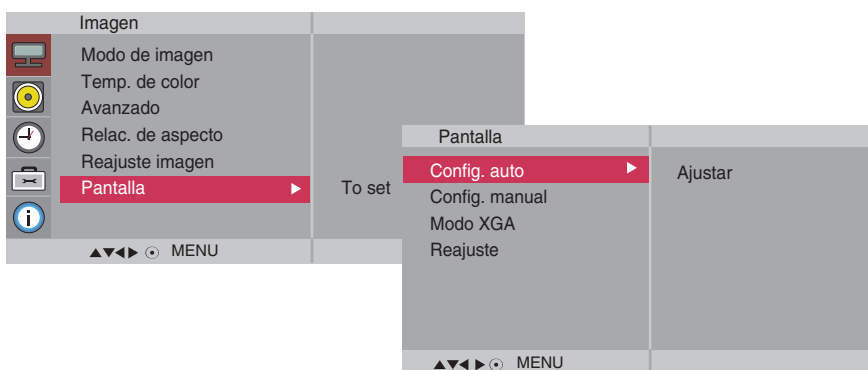 Imagen
Modo de imagen
Temp. de color
Avanzado
Relac. de aspecto
Reajuste imagen
Pantalla ▶ To set
▲▼◀▶ ⊙ MENU
Pantalla
Config. auto ▶ Ajustar
Config. manual
Modo XGA
Reajuste
▲▼◀▶ ⊙ MENU